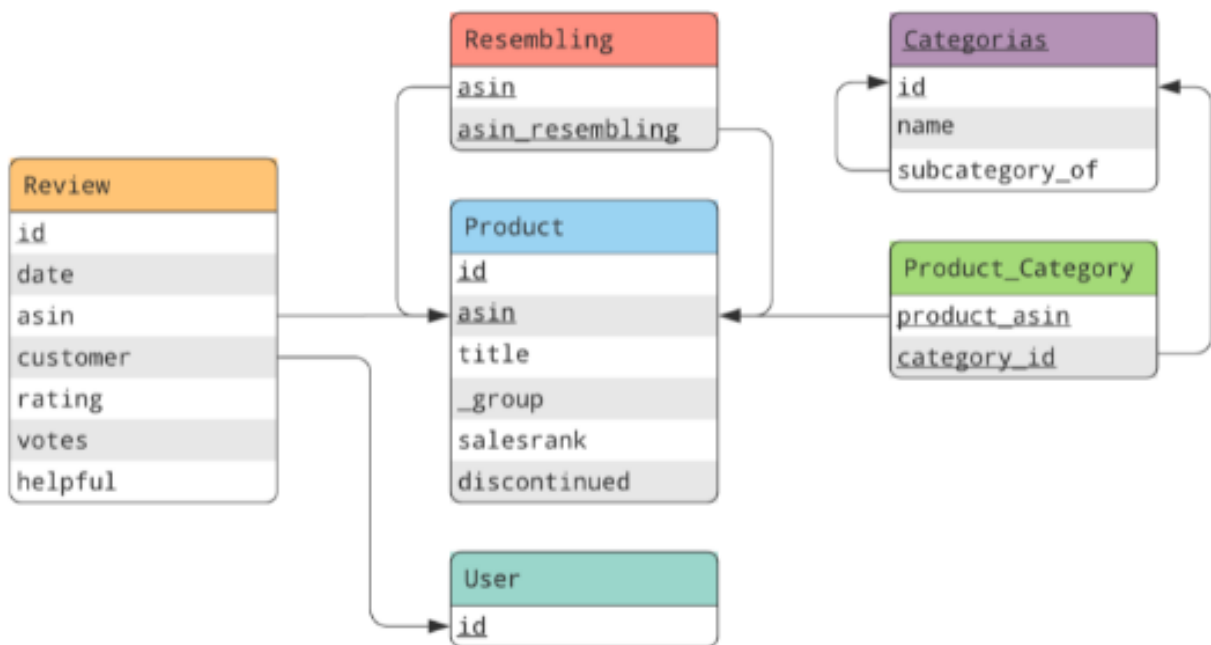 Resembling
asin
asin_resembling
Categorias
id
name
subcategory_of
Review
id
date
asin
customer
rating
votes
helpful
Product
id
asin
title
_group
salesrank
discontinued
Product_Category
product_asin
category_id
User
id